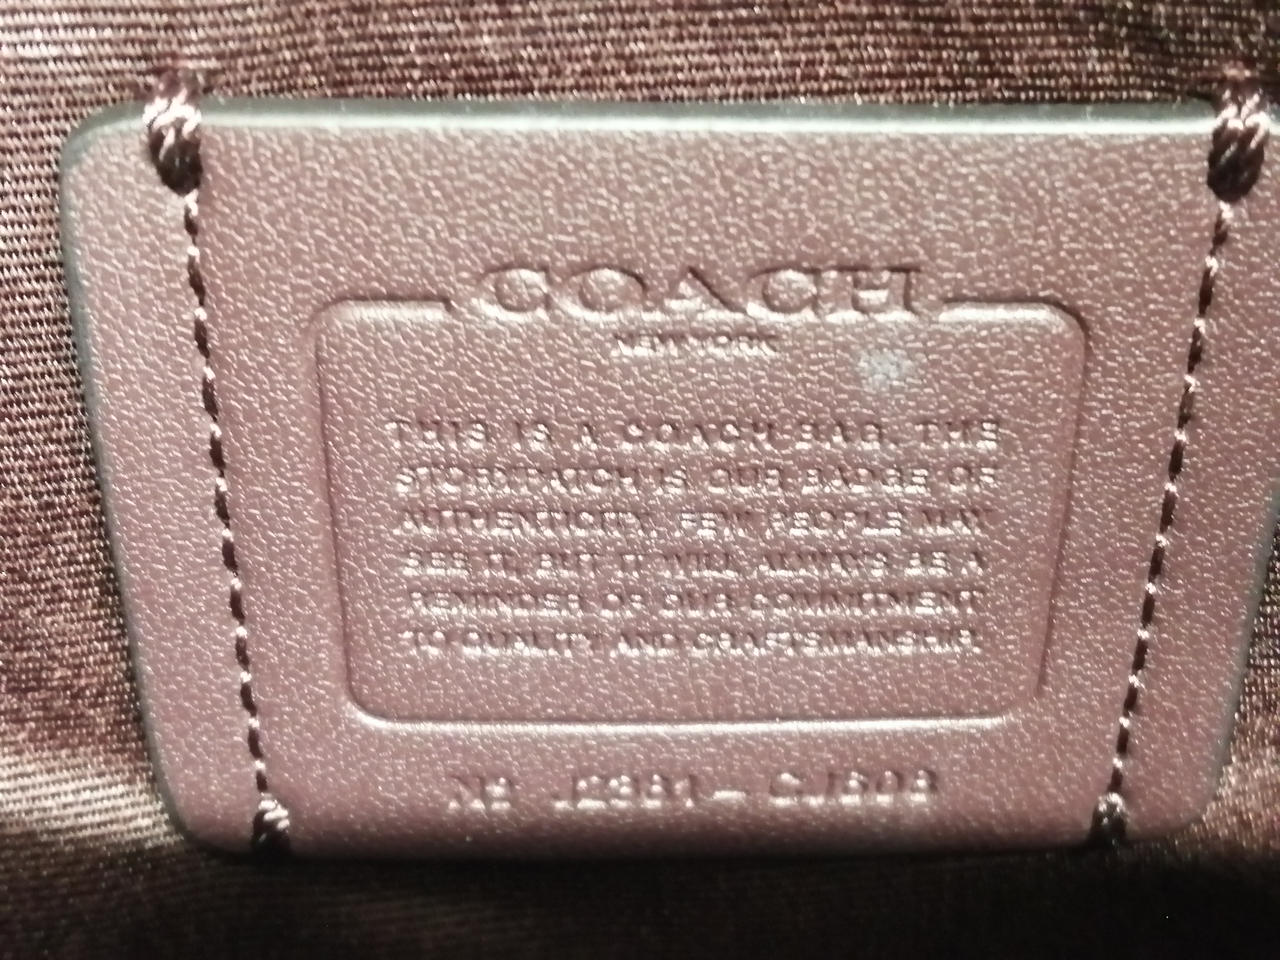 COACH
NEW YORK
THIS IS A COACH BAG. THE
STORYPATCH IS OUR BADGE OF
AUTHENTICITY. FEW PEOPLE MAY
SEE IT, BUT IT WILL ALWAYS BE A
REMINDER OF OUR COMMITMENT
TO QUALITY AND CRAFTSMANSHIP.
Nº